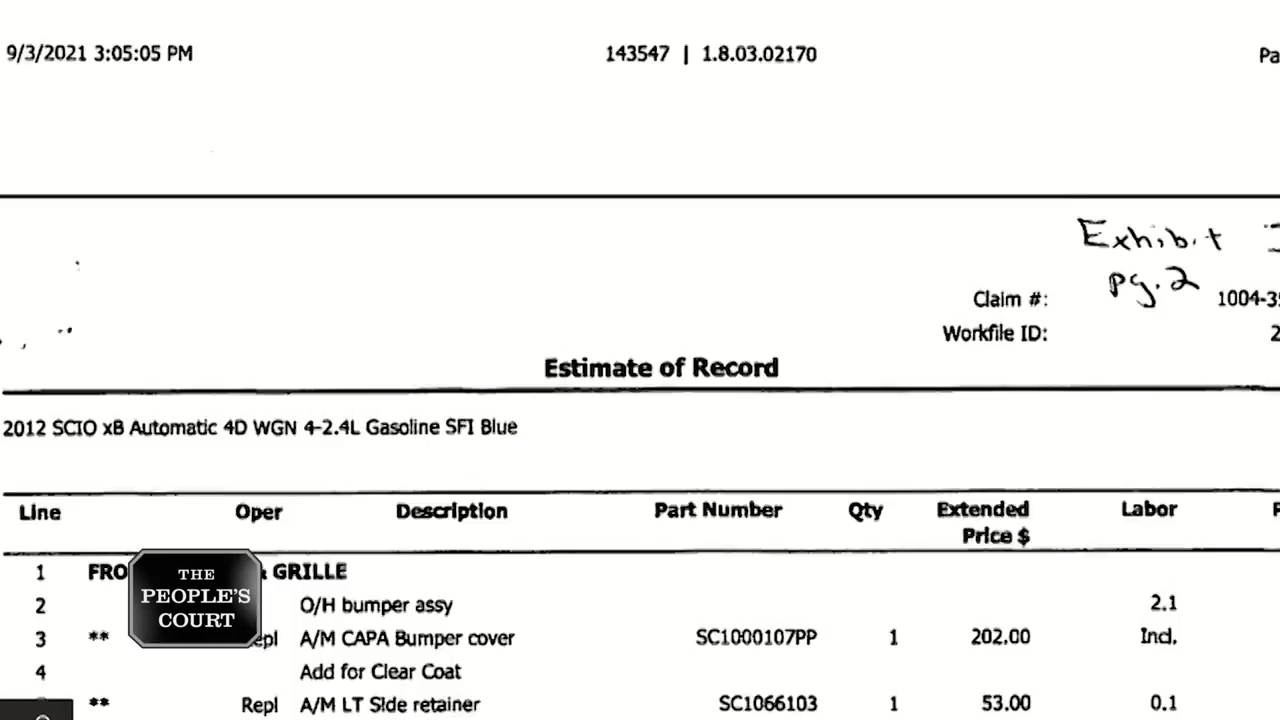 9/3/2021 3:05:05 PM 143547 | 1.8.03.02170
Exhibit
pg.2
Claim #: 1004-3
Workfile ID: 2
Estimate of Record
2012 SCIO xB Automatic 4D WGN 4-2.4L Gasoline SFI Blue
Line Oper Description Part Number Qty Extended Price $ Labor
1 GRILLE
2 O/H bumper assy 2.1
3 ** A/M CAPA Bumper cover SC1000107PP 1 202.00 Incl.
4 Add for Clear Coat
** Repl A/M LT Side retainer SC1066103 1 53.00 0.1
THE
PEOPLE'S
COURT